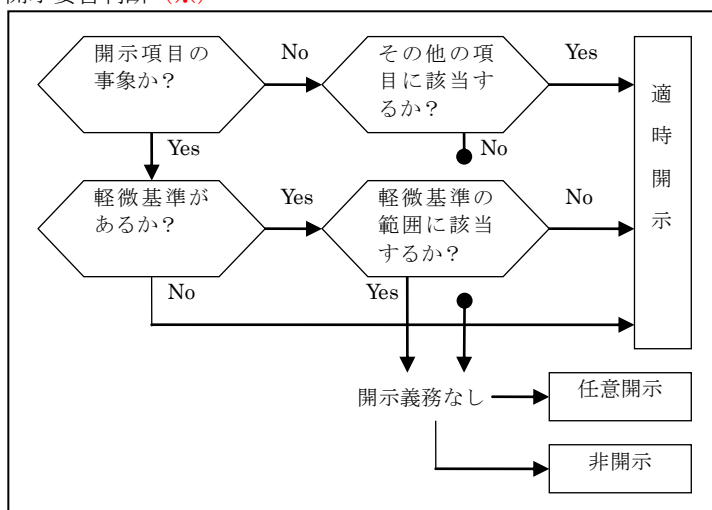 開示要否判断（※）
開示項目の
事象か？
No
その他の項
目に該当す
るか？
Yes
適
時
開
示
Yes
No
軽微基準が
あるか？
Yes
軽微基準の
範囲に該当
するか？
No
No
Yes
開示義務なし
任意開示
非開示